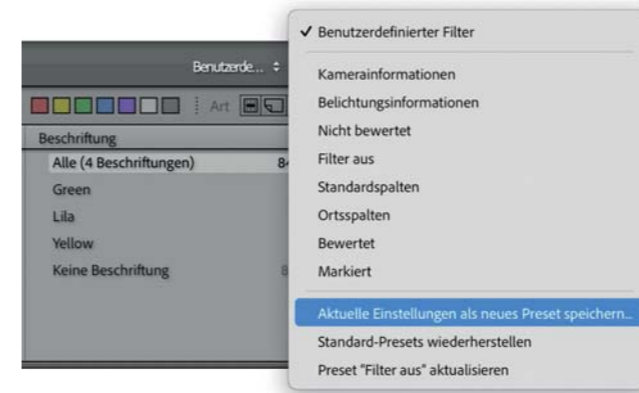 Benutzerde...
Art
Beschriftung
Alle (4 Beschriftungen)
Green
Lila
Yellow
Keine Beschriftung
✓ Benutzerdefinierter Filter
Kamerainformationen
Belichtungsinformationen
Nicht bewertet
Filter aus
Standardspalten
Ortsspalten
Bewertet
Markiert
Aktuelle Einstellungen als neues Preset speichern...
Standard-Presets wiederherstellen
Preset "Filter aus" aktualisieren